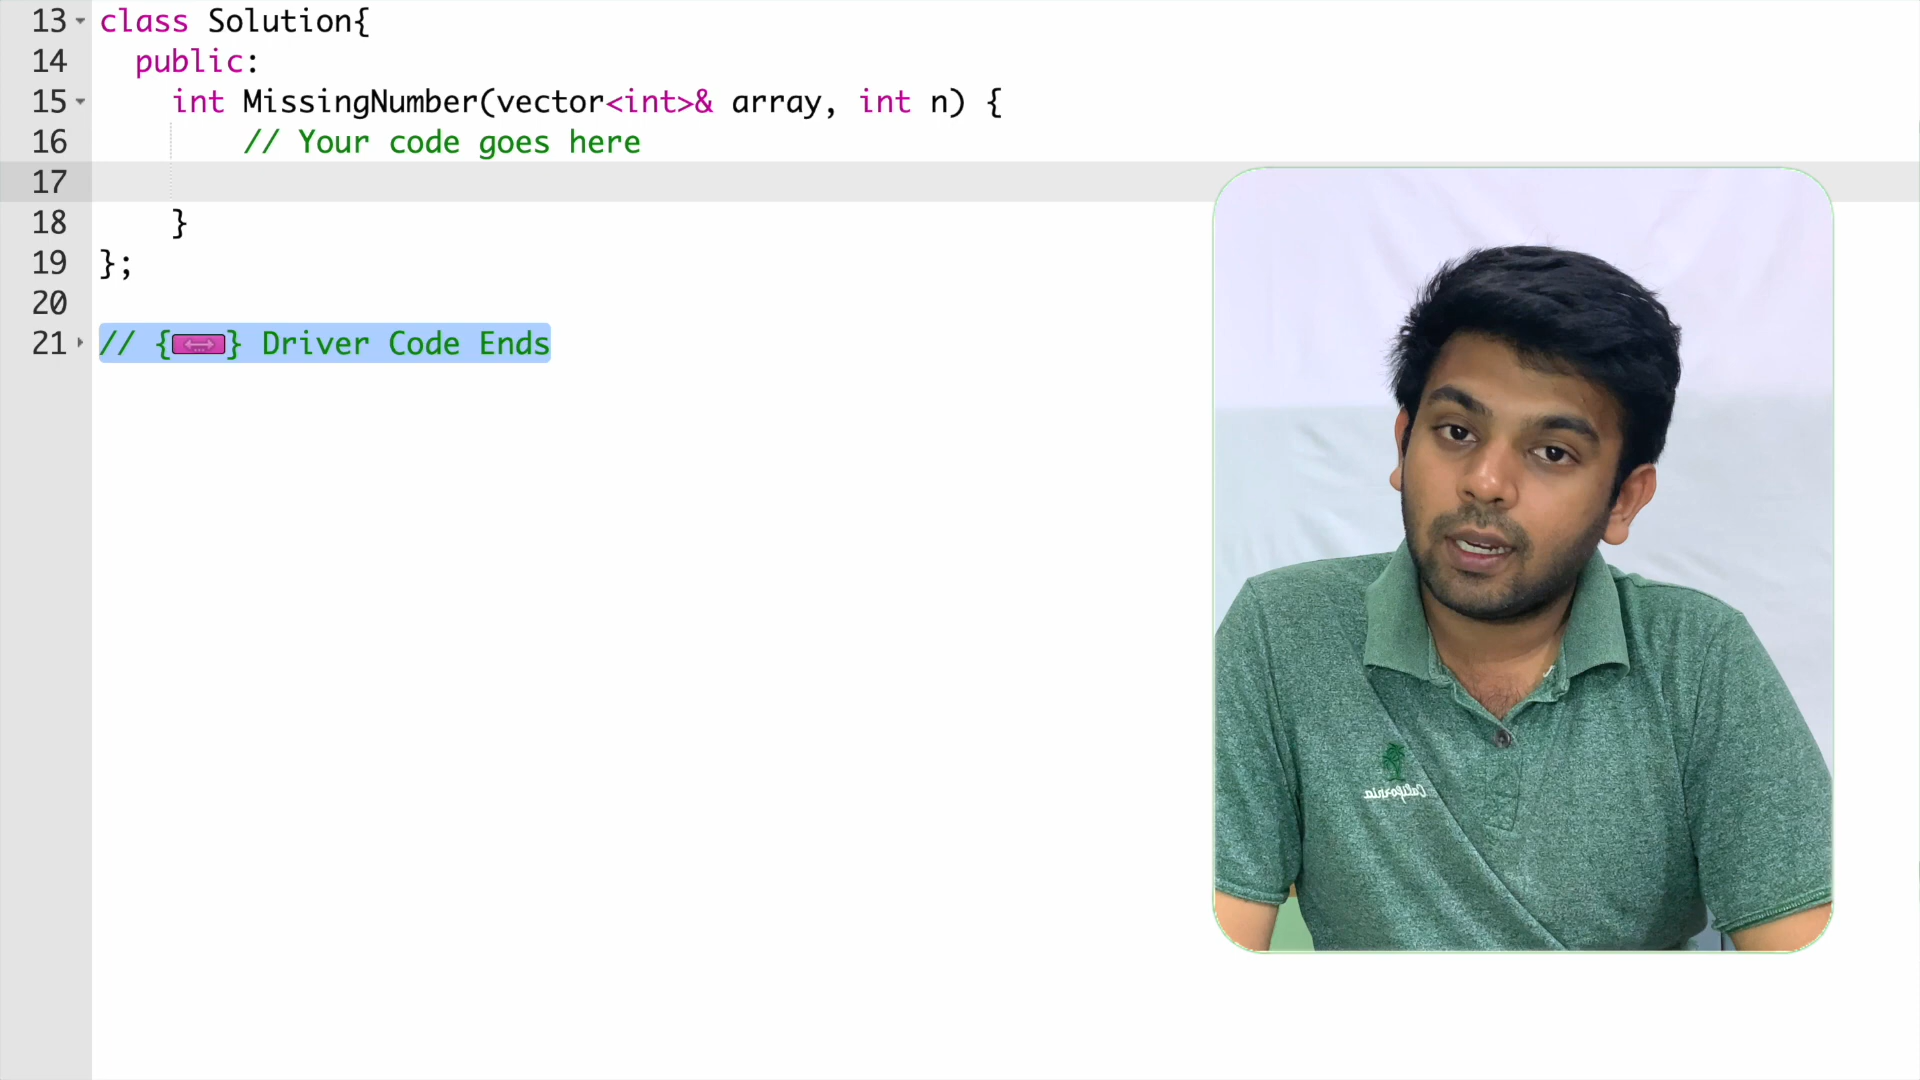 13 class Solution{
14 public:
15 int MissingNumber(vector<int>& array, int n) {
16 // Your code goes here
17
18 }
19 };
20
21 // {...} Driver Code Ends
California